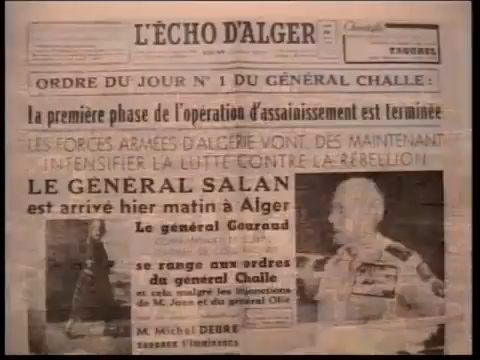 L'ÉCHO D'ALGER
TAUREL
ORDRE DU JOUR N° 1 DU GÉNÉRAL CHALLE :
La première phase de l'opération d'assainissement est terminée
LES FORCES ARMÉES D'ALGÉRIE VONT, DES MAINTENANT
INTENSIFIER LA LUTTE CONTRE LA RÉBELLION
LE GÉNÉRAL SALAN
est arrivé hier matin à Alger
Le général Gouraud
se range aux ordres
du général Challe
et cela malgré les injonctions
de M. Joxe et du général Olié
M. Michel DEBRÉ